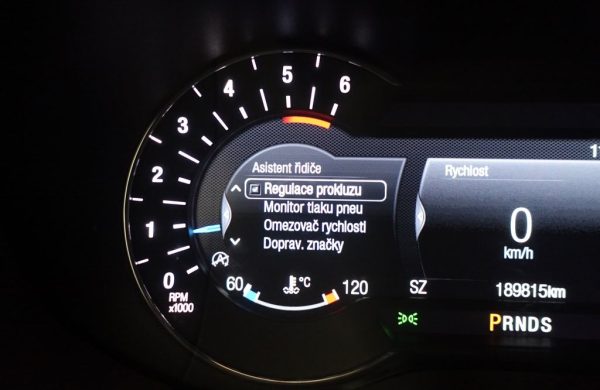 6
5
4
3
2
1
0
RPM
x1000
Asistent řidiče
Regulace prokluzu
Monitor tlaku pneu
Omezovač rychlosti
Doprav. značky
60
°C
120
Rychlost
0
km/h
SZ
189815km
PRNDS